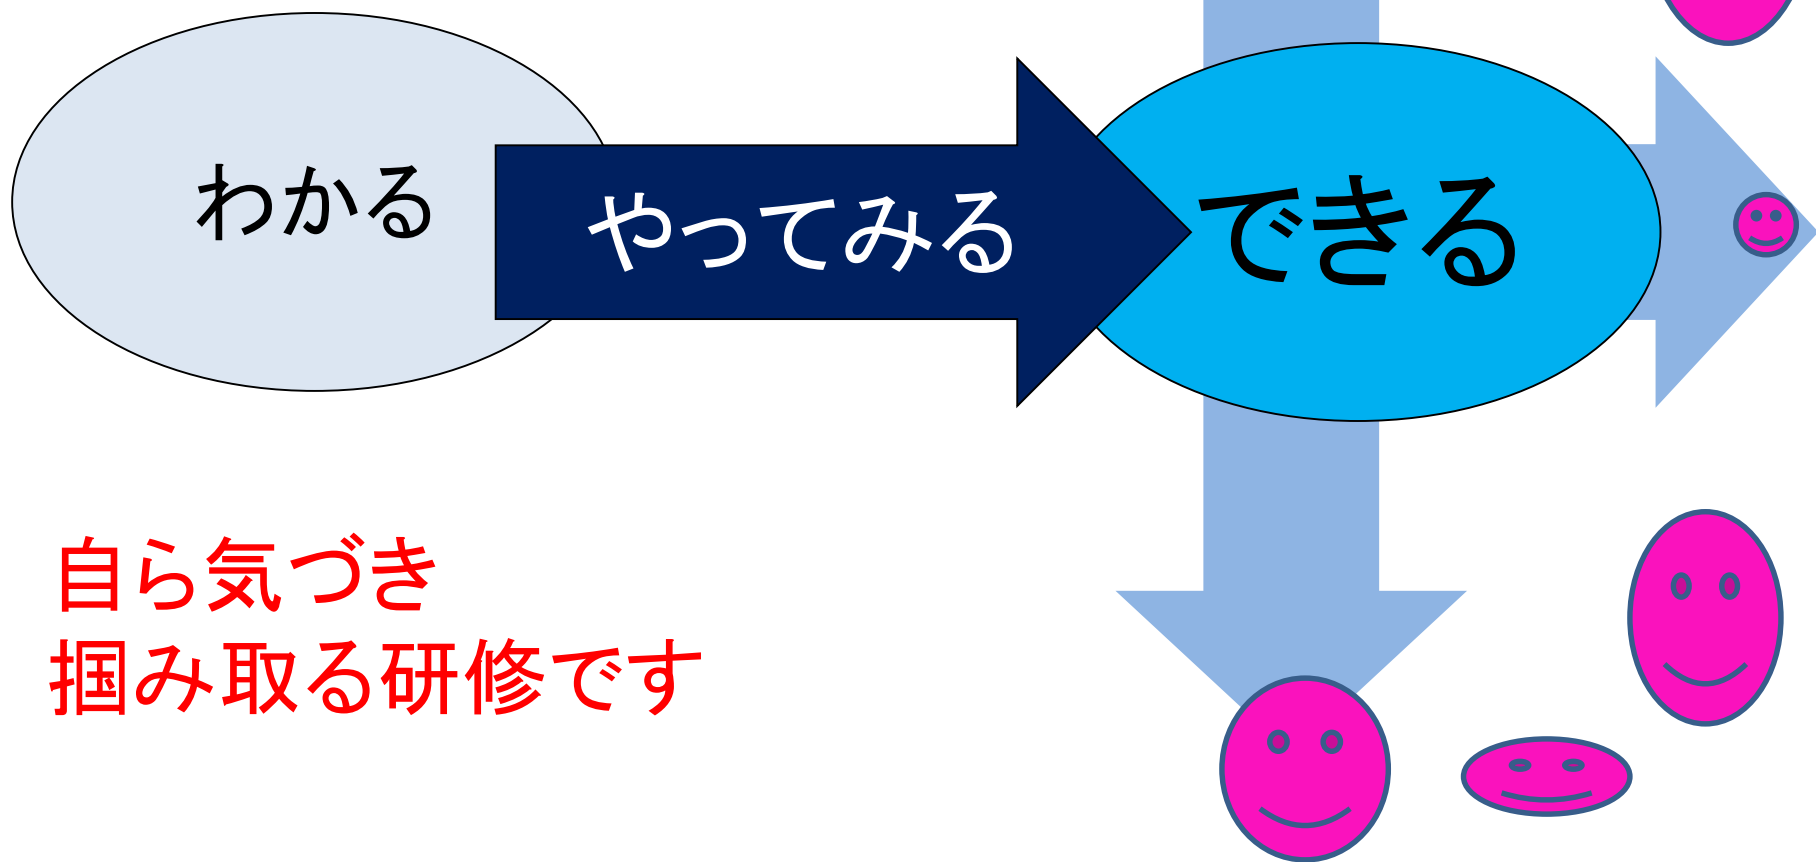 わかる
やってみる
できる
自ら気づき
掴み取る研修です